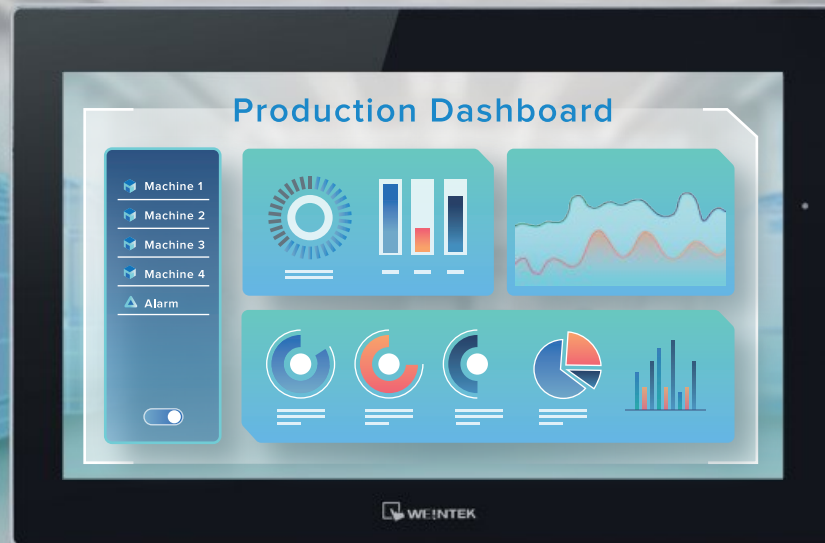 Production Dashboard
Machine 1
Machine 2
Machine 3
Machine 4
Alarm
WEINTEK